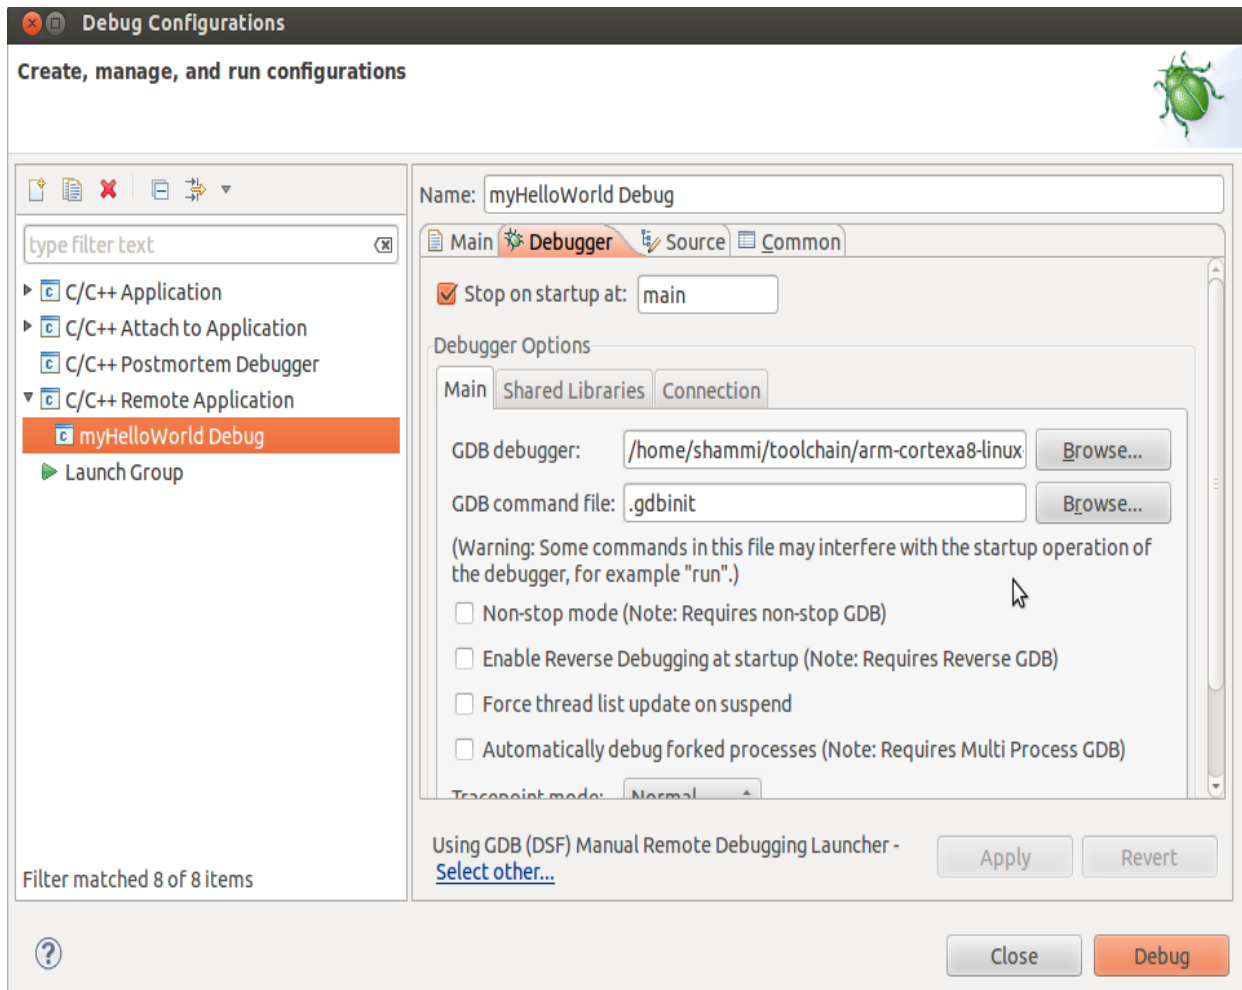 Debug Configurations
Create, manage, and run configurations
type filter text
C/C++ Application
C/C++ Attach to Application
C/C++ Postmortem Debugger
C/C++ Remote Application
myHelloWorld Debug
Launch Group
Filter matched 8 of 8 items
Name: myHelloWorld Debug
Main Debugger Source Common
Stop on startup at: main
Debugger Options
Main Shared Libraries Connection
GDB debugger: /home/shammi/toolchain/arm-cortexa8-linux- Browse...
GDB command file: .gdbinit Browse...
(Warning: Some commands in this file may interfere with the startup operation of
the debugger, for example "run".)
Non-stop mode (Note: Requires non-stop GDB)
Enable Reverse Debugging at startup (Note: Requires Reverse GDB)
Force thread list update on suspend
Automatically debug forked processes (Note: Requires Multi Process GDB)
Tracepoint mode: Normal
Using GDB (DSF) Manual Remote Debugging Launcher -
Select other...
Apply Revert
Close Debug